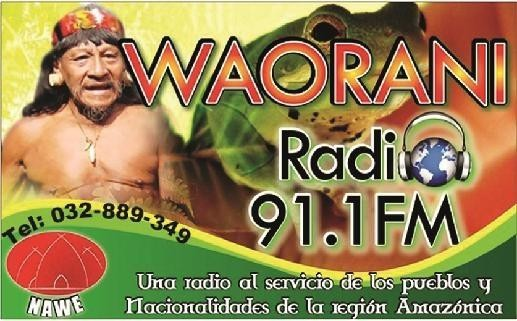 WAORANI
Radio
91.1FM
Tel: 032-889-349
NAWE
Una radio al servicio de los pueblos y
Nacionalidades de la región Amazónica